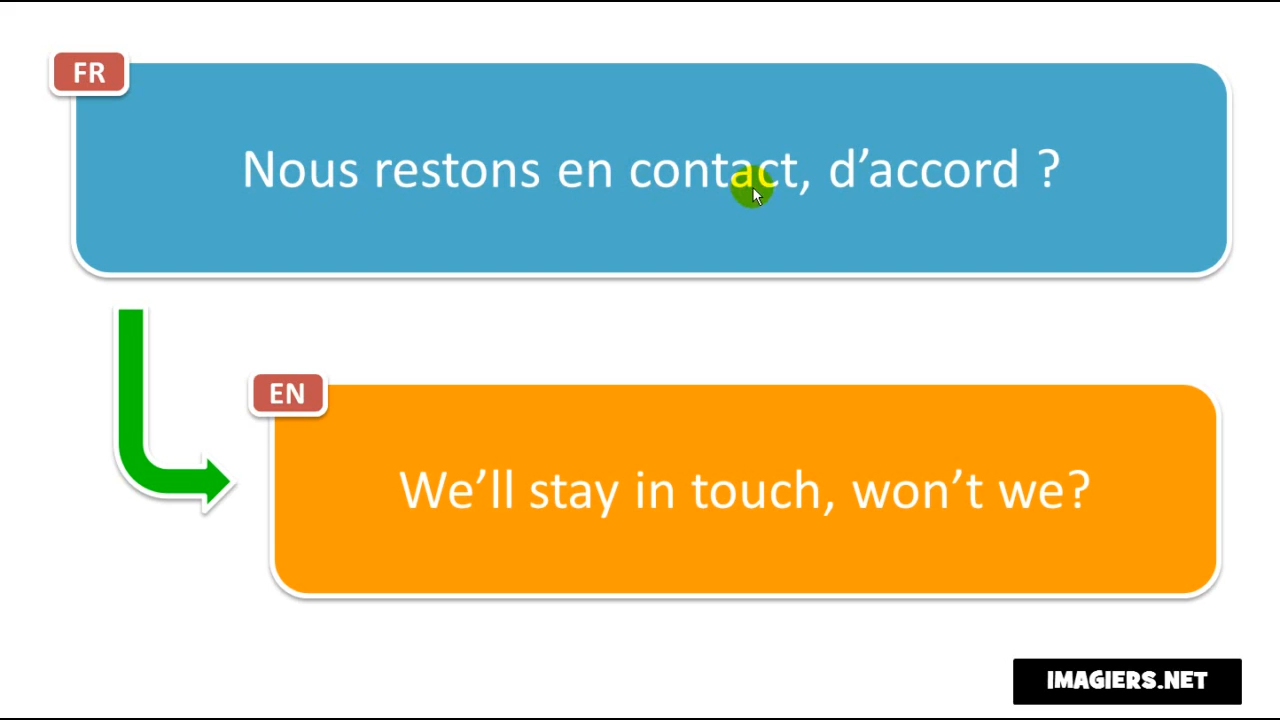 FR
Nous restons en contact, d’accord ?
EN
We’ll stay in touch, won’t we?
IMAGIERS.NET